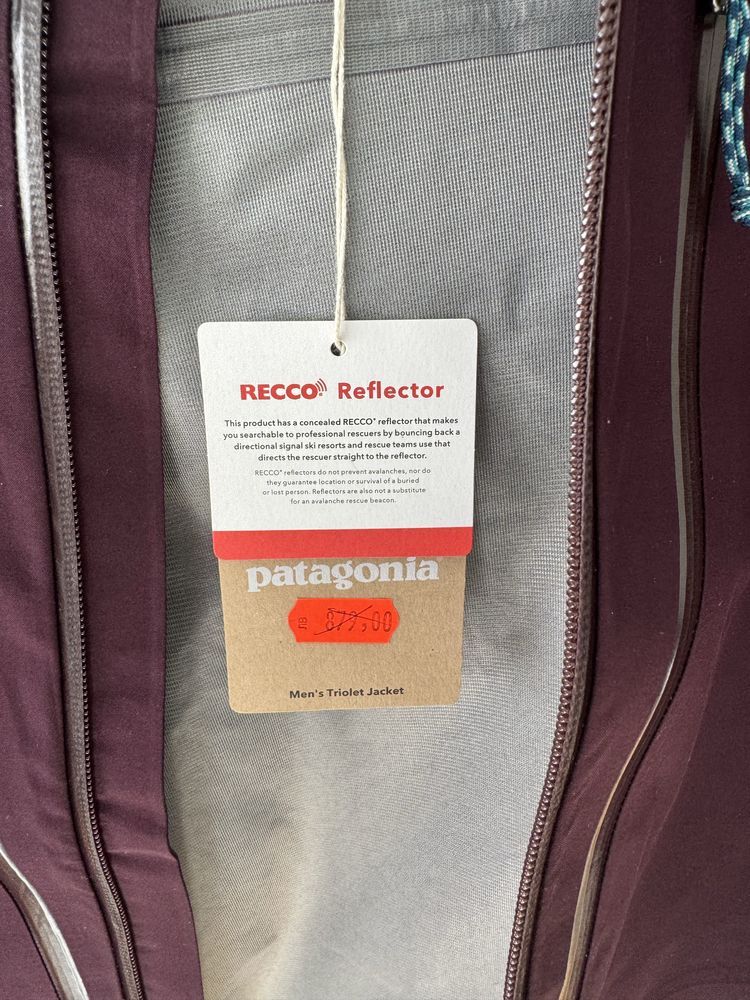 RECCO® Reflector
This product has a concealed RECCO® reflector that makes
you searchable to professional rescuers by bouncing back a
directional signal ski resorts and rescue teams use that
directs the rescuer straight to the reflector.
RECCO® reflectors do not prevent avalanches, nor do
they guarantee location or survival of a buried
or lost person. Reflectors are also not a substitute
for an avalanche rescue beacon.
patagonia
ЛВ 879,00
Men's Triolet Jacket